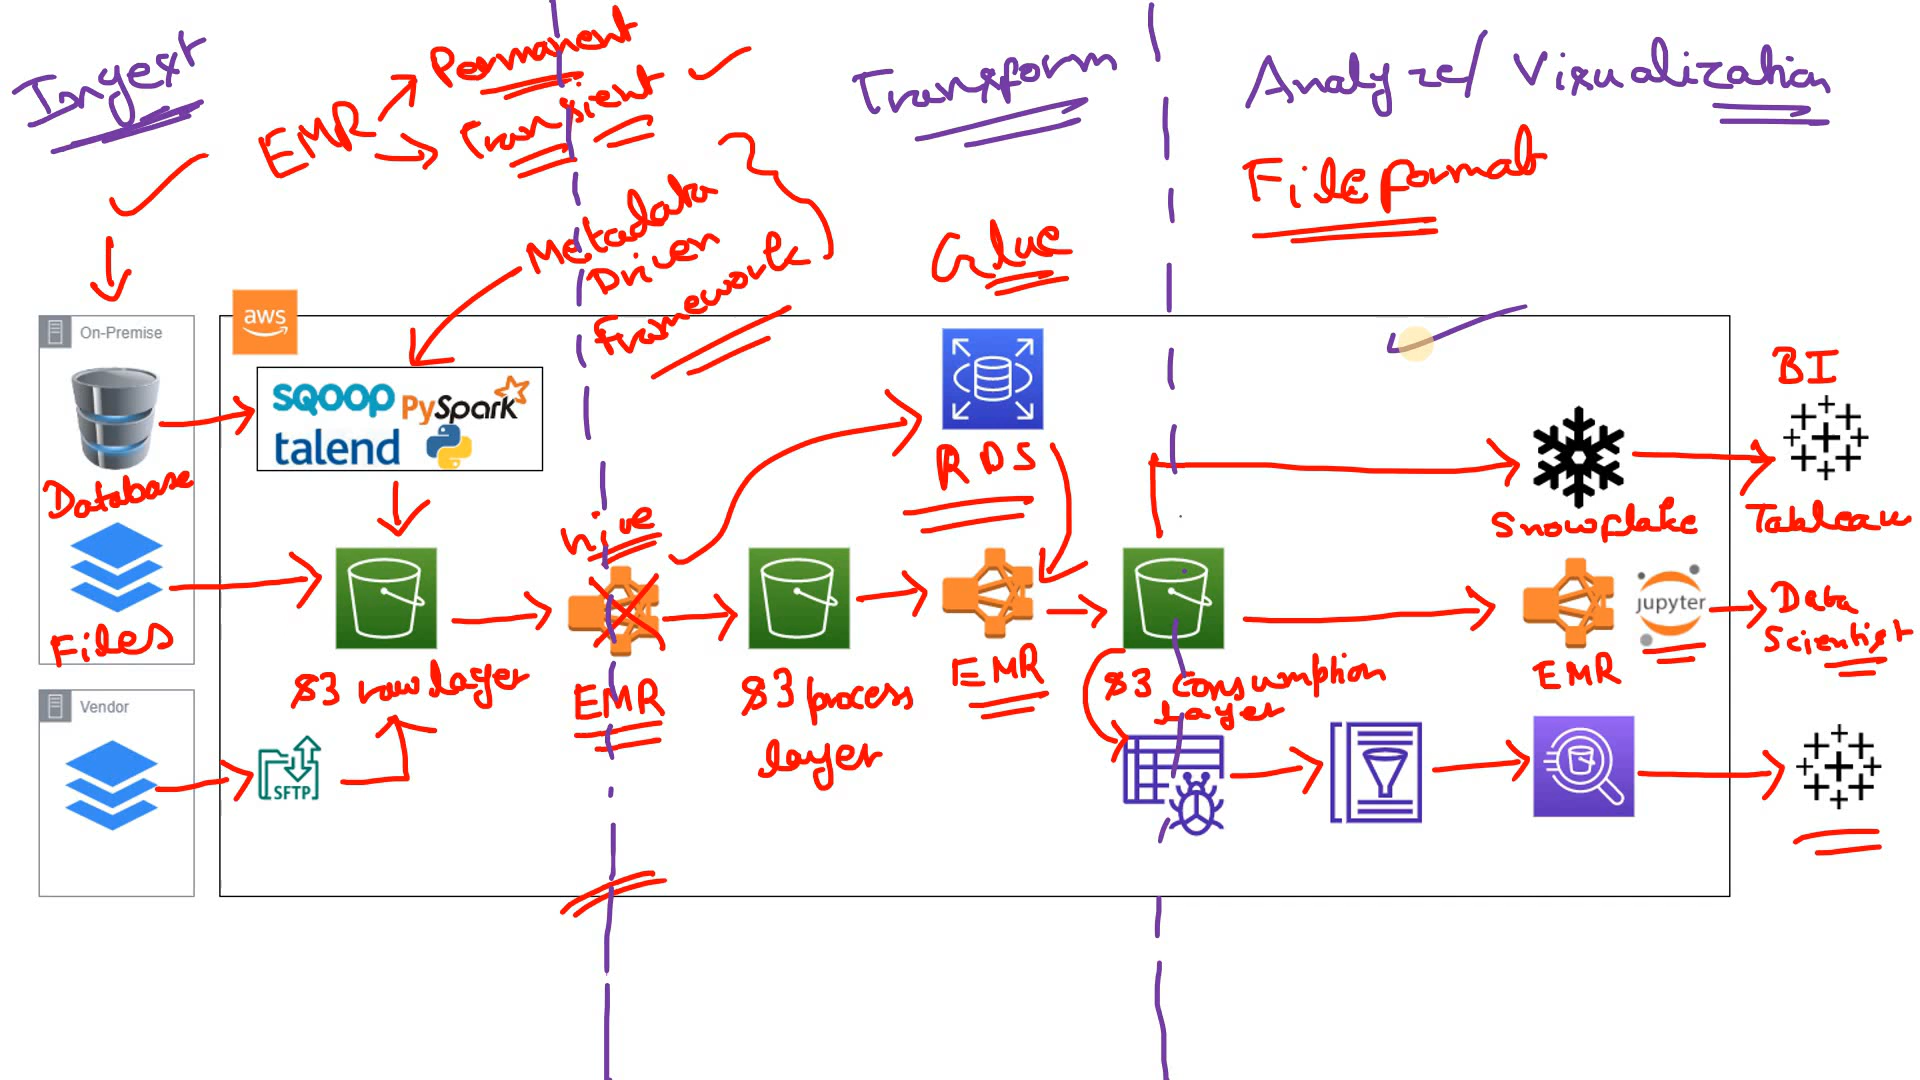 Ingest
EMR
Permanent
Transient
Transform
Analyze/ Visualization
File format
Metadata
Driven
framework
Glue
On-Premise
aws
SQOOP PySpark
talend
Database
Files
S3 raw layer
hive
EMR
RDS
S3 process
layer
EMR
S3 Consumption
Layer
Snowflake
BI
Tableau
EMR
jupyter
Data
Scientist
Vendor
SFTP